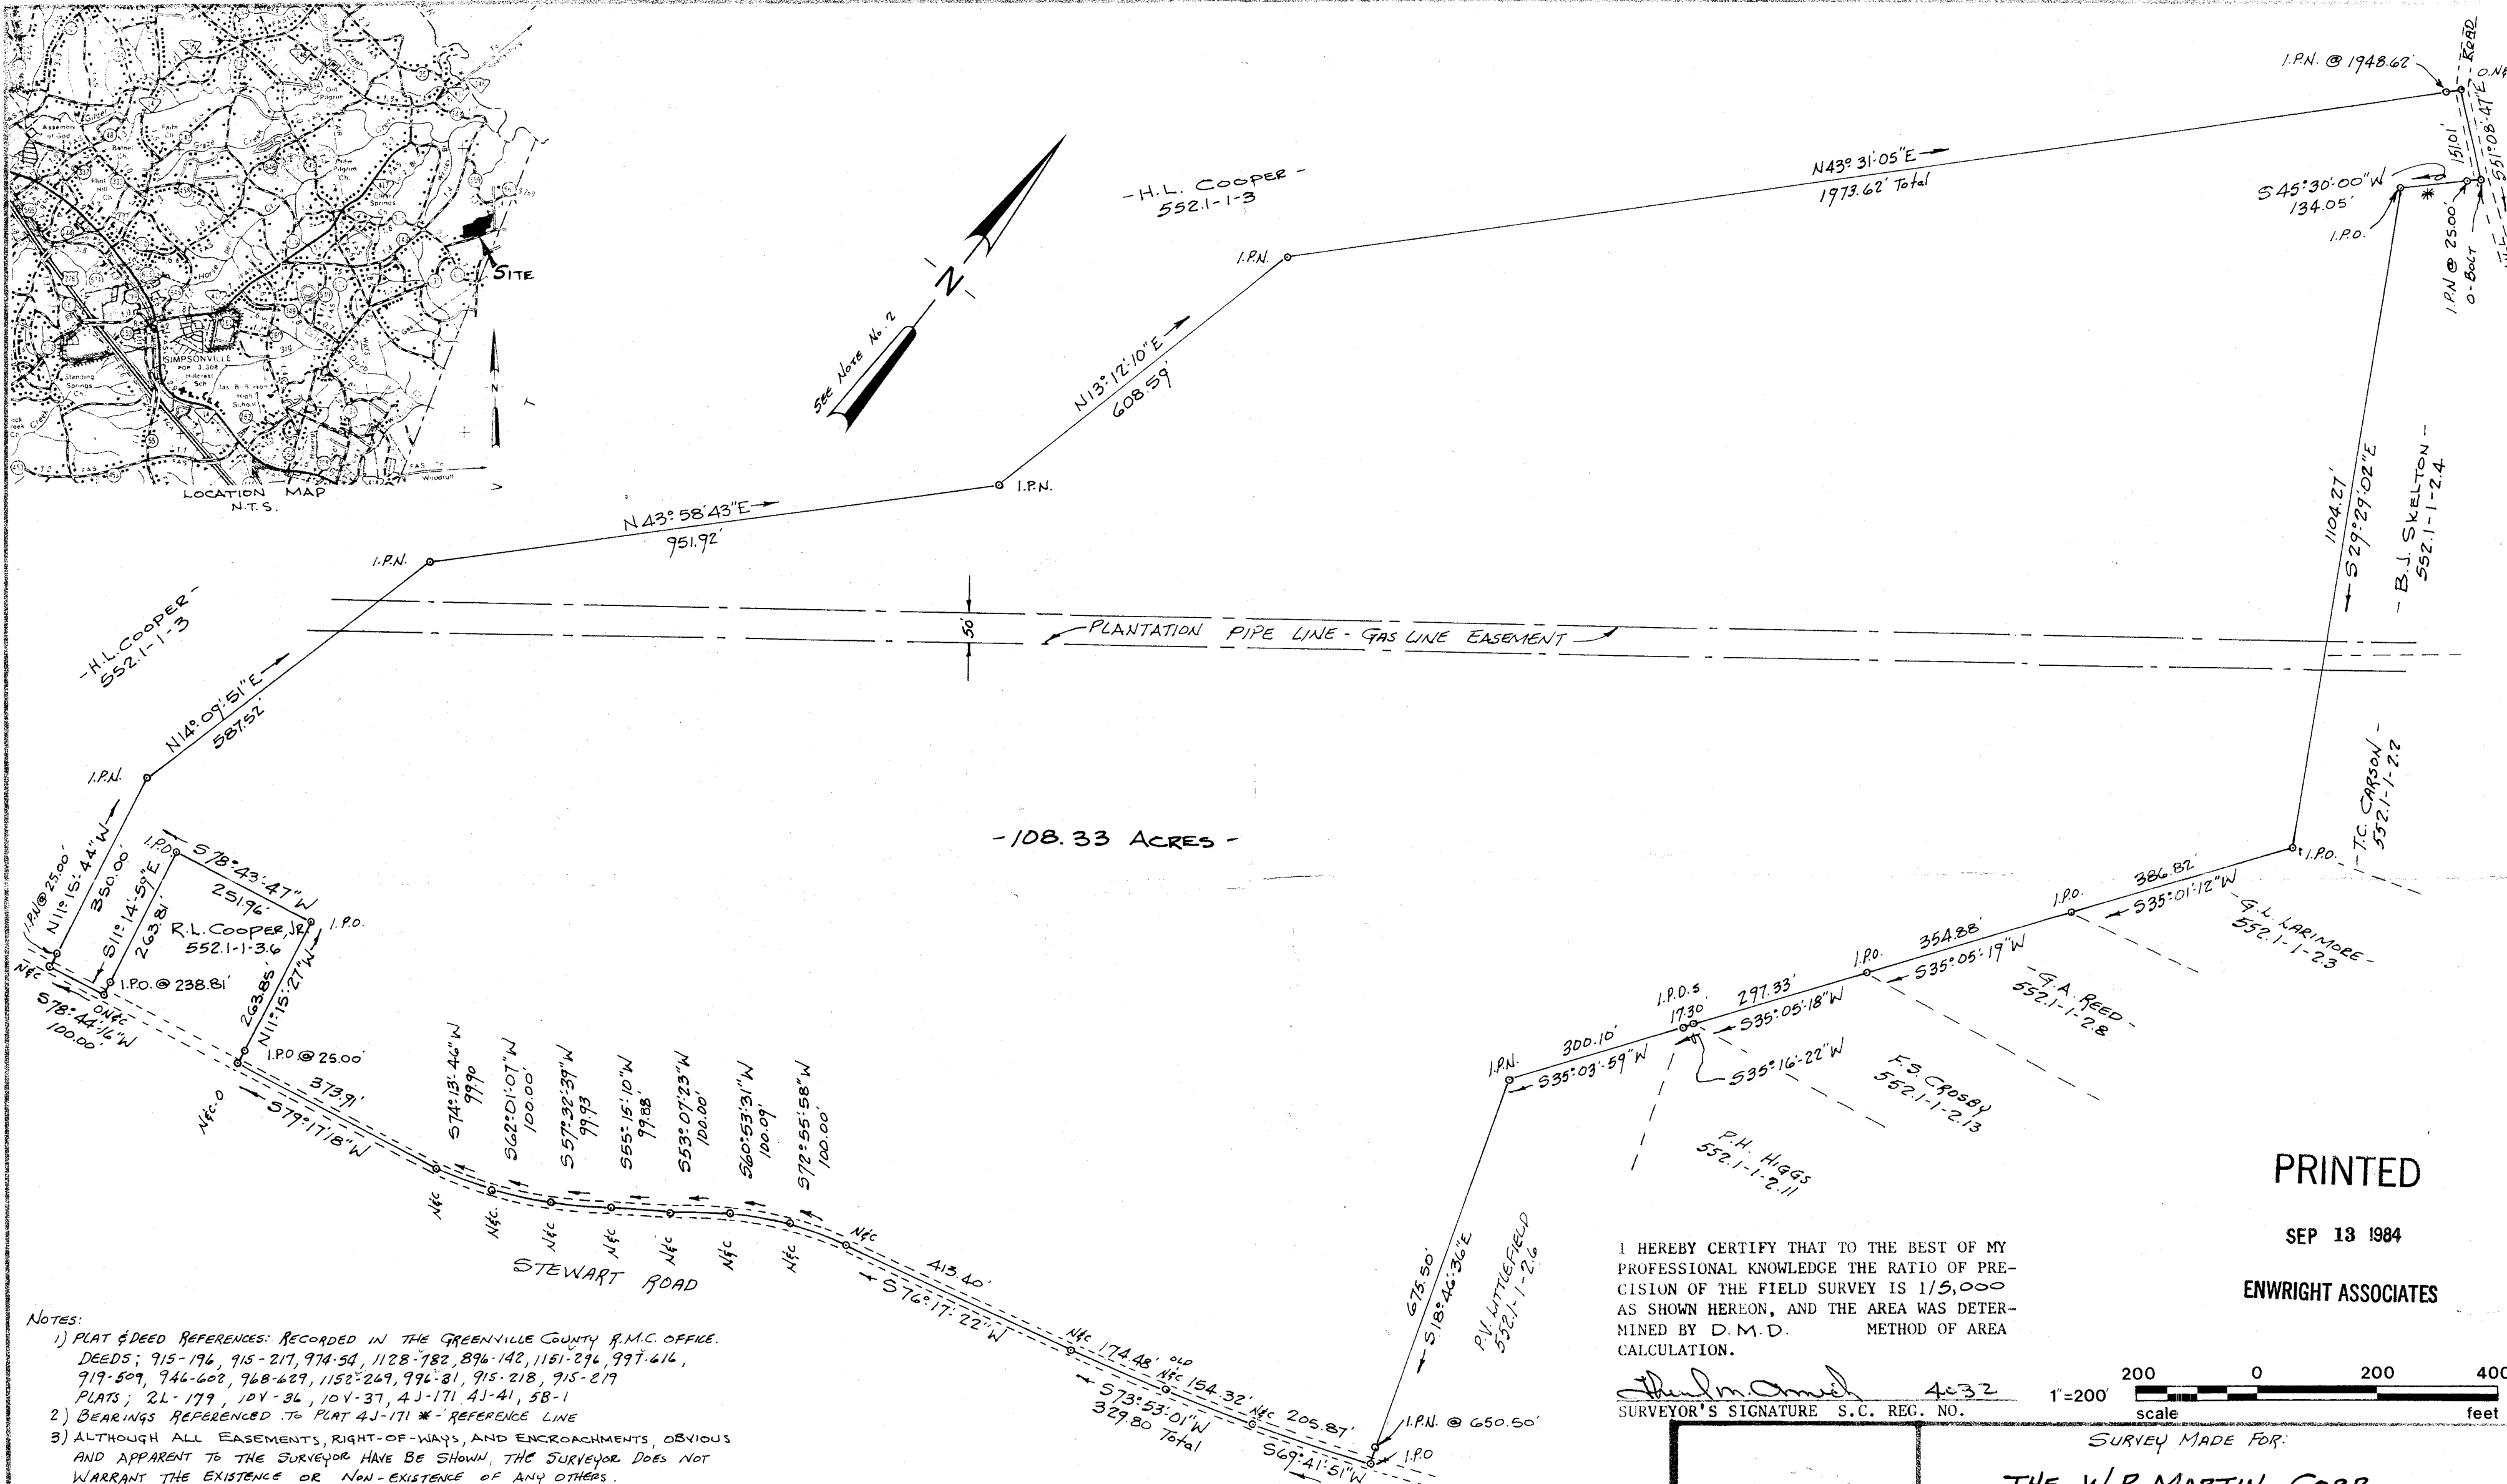 SITE
SIMPSONVILLE
LOCATION MAP
N.T.S.
SEE NOTE No. 2
N
-H.L. COOPER-
552.1-1-3
I.P.N. @ 1948.62'
ROAD
N43°31'05"E
1973.62' Total
151.01'
S51°08'47"E
S45°30'00"W
134.05'
*
I.P.O.
I.P.N @ 25.00'
O-BOLT
I.P.N.
N13°12'10"E
608.59'
I.P.N.
N43°58'43"E
951.92'
I.P.N.
1104.27'
S29°29'02"E
-B.J. SKELTON-
552.1-1-2.4
50'
PLANTATION PIPE LINE - GAS LINE EASEMENT
-H.L. COOPER-
552.1-1-3
N14°09'51"E
587.52'
I.P.N.
-T.C. CARSON-
552.1-1-2.2
-108.33 ACRES-
I.P.N@25.00'
N11°15'44"W
350.00'
I.P.O.
S78°43'47"W
251.96'
S11°14'59"E
263.81'
R.L. COOPER, JR.
552.1-1-3.6
I.P.O.
N&C
I.P.O. @ 238.81'
ON&C
S78°44'16"W
100.00'
263.85'
N11°15'27"W
I.P.O @ 25.00'
N&C-O
373.91'
S79°17'18"W
I.P.O.
386.82'
S35°01'12"W
I.P.O.
-G.L. LARIMORE-
552.1-1-2.3
354.88'
S35°05'19"W
I.P.O.
-G.A. REED-
552.1-1-2.8
I.P.O.S
17.30
297.33'
S35°05'18"W
S35°16'22"W
F.S. CROSBY
552.1-1-2.13
I.P.N.
300.10'
S35°03'59"W
P.H. HIGGS
552.1-1-2.11
S74°13'46"W
99.90
S62°01'07"W
100.00'
S57°32'39"W
99.93
S55°15'10"W
99.88'
S53°07'23"W
100.00'
S60°53'31"W
100.09'
S72°55'58"W
100.00'
N&C
N&C.
N&C
N&C
N&C
N&C
N&C
N&C
STEWART ROAD
413.40'
S76°17'22"W
N&C
174.48'
OLD
N&C
154.32'
N&C
205.87'
S73°53'01"W
329.80 Total
S69°41'51"W
675.50'
S18°46'36"E
P.V. LITTLEFIELD
552.1-1-2.6
I.P.N. @ 650.50'
I.P.O
PRINTED
SEP 13 1984
ENWRIGHT ASSOCIATES
I HEREBY CERTIFY THAT TO THE BEST OF MY
PROFESSIONAL KNOWLEDGE THE RATIO OF PRE-
CISION OF THE FIELD SURVEY IS 1/5,000
AS SHOWN HEREON, AND THE AREA WAS DETER-
MINED BY D.M.D. METHOD OF AREA
CALCULATION.
4032
SURVEYOR'S SIGNATURE S.C. REG. NO.
1"=200'
200 0 200 400
scale feet
NOTES:
1) PLAT & DEED REFERENCES: RECORDED IN THE GREENVILLE COUNTY R.M.C. OFFICE.
DEEDS; 915-196, 915-217, 974-54, 1128-782, 896-142, 1151-296, 997-616,
919-509, 946-602, 968-629, 1152-269, 996-81, 915-218, 915-219
PLATS; 2L-179, 10V-36, 10V-37, 4J-171 4J-41, 5B-1
2) BEARINGS REFERENCED TO PLAT 4J-171 * - REFERENCE LINE
3) ALTHOUGH ALL EASEMENTS, RIGHT-OF-WAYS, AND ENCROACHMENTS, OBVIOUS
AND APPARENT TO THE SURVEYOR HAVE BE SHOWN, THE SURVEYOR DOES NOT
WARRANT THE EXISTENCE OR NON-EXISTENCE OF ANY OTHERS.
SURVEY MADE FOR:
THE W.R. MARTIN CORP.